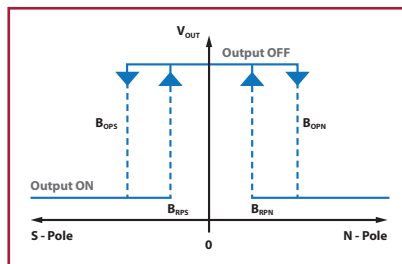 VOUT
Output OFF
BOPS
BOPN
Output ON
BRPS
BRPN
S - Pole
0
N - Pole